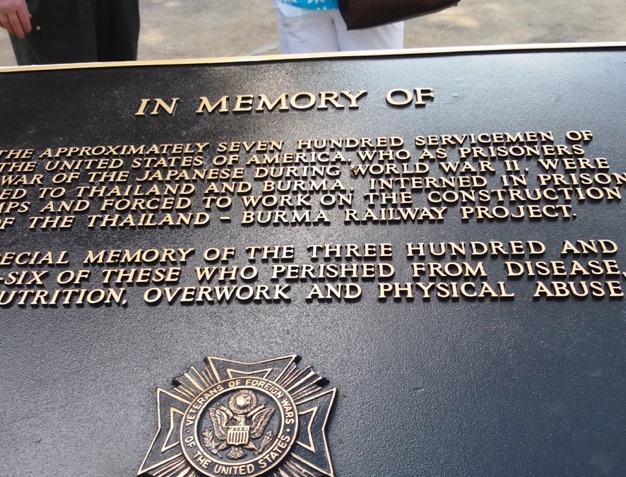 IN MEMORY OF
THE APPROXIMATELY SEVEN HUNDRED SERVICEMEN OF
THE UNITED STATES OF AMERICA, WHO AS PRISONERS
WAR OF THE JAPANESE DURING WORLD WAR II, WERE
ED TO THAILAND AND BURMA, INTERNED IN PRISON
PS AND FORCED TO WORK ON THE CONSTRUCTION
OF THE THAILAND - BURMA RAILWAY PROJECT.
ECIAL MEMORY OF THE THREE HUNDRED AND
-SIX OF THESE WHO PERISHED FROM DISEASE,
UTRITION, OVERWORK AND PHYSICAL ABUSE
VETERANS OF FOREIGN WARS
OF THE UNITED STATES